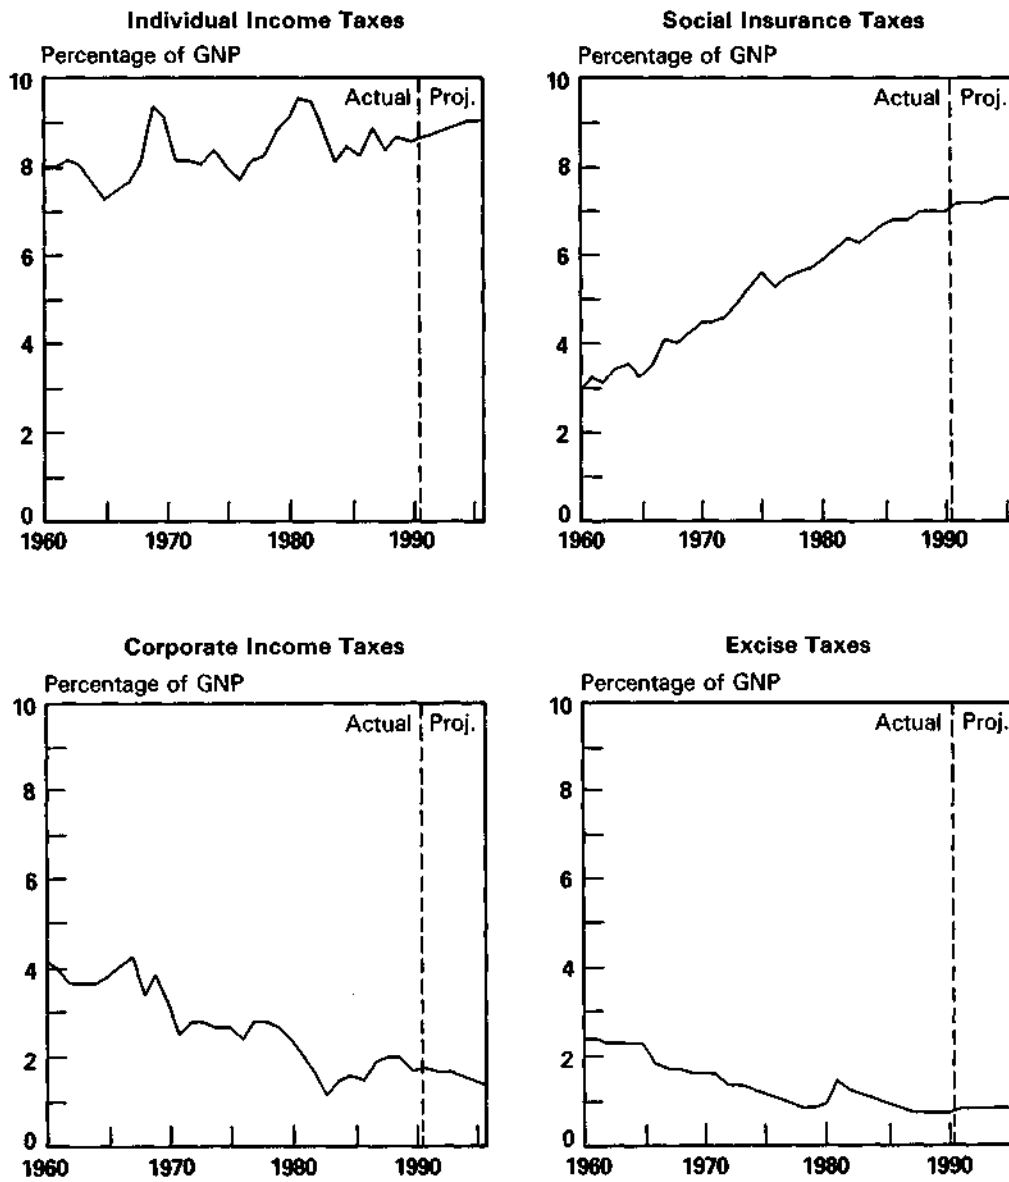 Individual Income Taxes
Percentage of GNP
10
Actual
Proj.
8
6
4
2
0
1960
1970
1980
1990
Social Insurance Taxes
Percentage of GNP
10
Actual
Proj.
8
6
4
2
0
1960
1970
1980
1990
Corporate Income Taxes
Percentage of GNP
10
Actual
Proj.
8
6
4
2
0
1960
1970
1980
1990
Excise Taxes
Percentage of GNP
10
Actual
Proj.
8
6
4
2
0
1960
1970
1980
1990